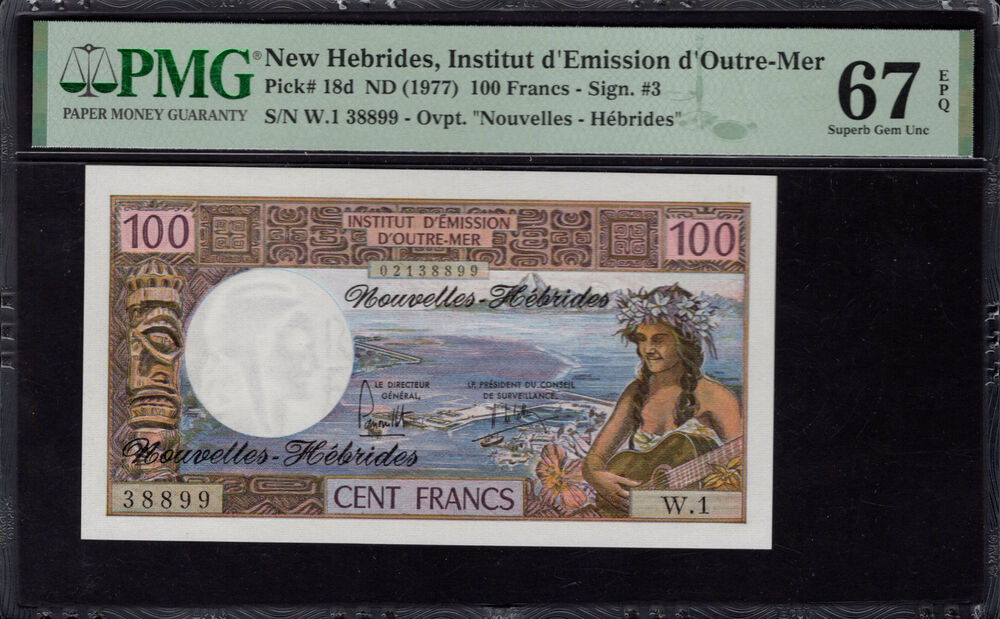 PMG®
PAPER MONEY GUARANTY
New Hebrides, Institut d'Emission d'Outre-Mer
Pick# 18d ND (1977) 100 Francs - Sign. #3
S/N W.1 38899 - Ovpt. "Nouvelles - Hébrides"
67
EPQ
Superb Gem Unc
100
INSTITUT D'ÉMISSION
D'OUTRE-MER
100
02138899
Nouvelles-Hébrides
LE DIRECTEUR
GÉNÉRAL,
LE PRÉSIDENT DU CONSEIL
DE SURVEILLANCE,
Nouvelles-Hébrides
38899
CENT FRANCS
W.1